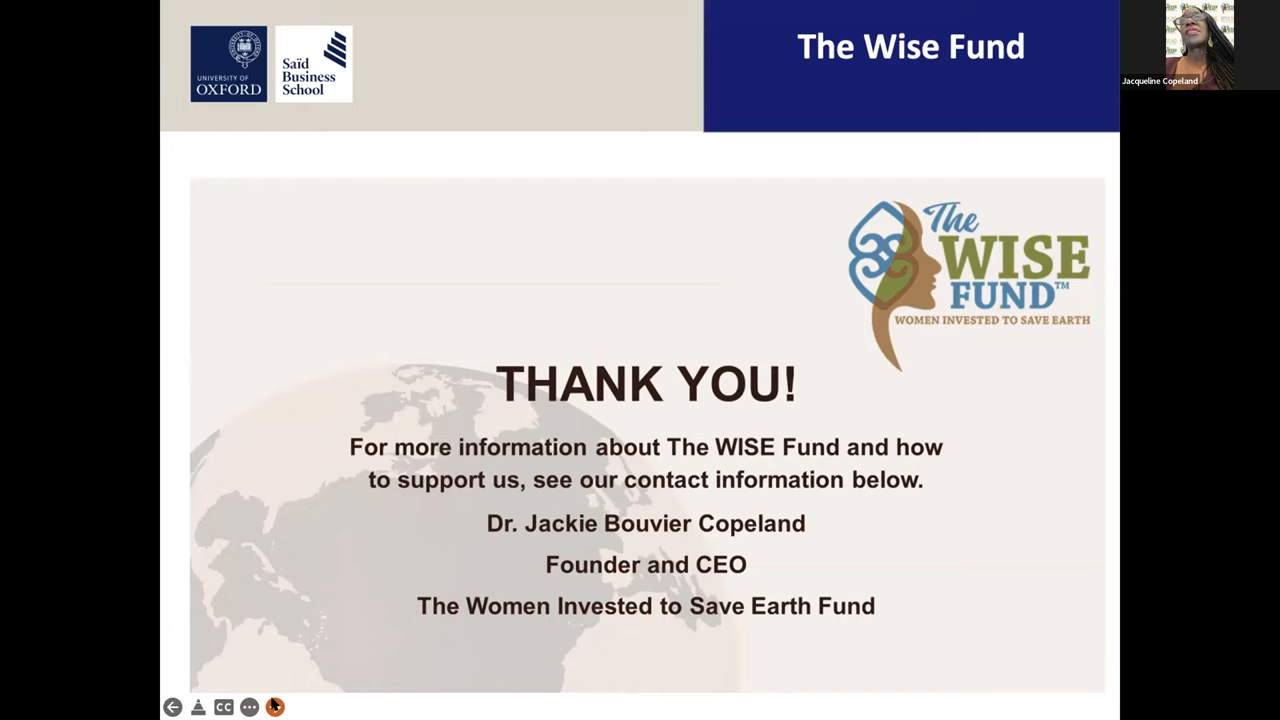 UNIVERSITY OF
OXFORD
Saïd
Business
School
The Wise Fund
Jacqueline Copeland
The
WISE
FUND™
WOMEN INVESTED TO SAVE EARTH
THANK YOU!
For more information about The WISE Fund and how
to support us, see our contact information below.
Dr. Jackie Bouvier Copeland
Founder and CEO
The Women Invested to Save Earth Fund
CC